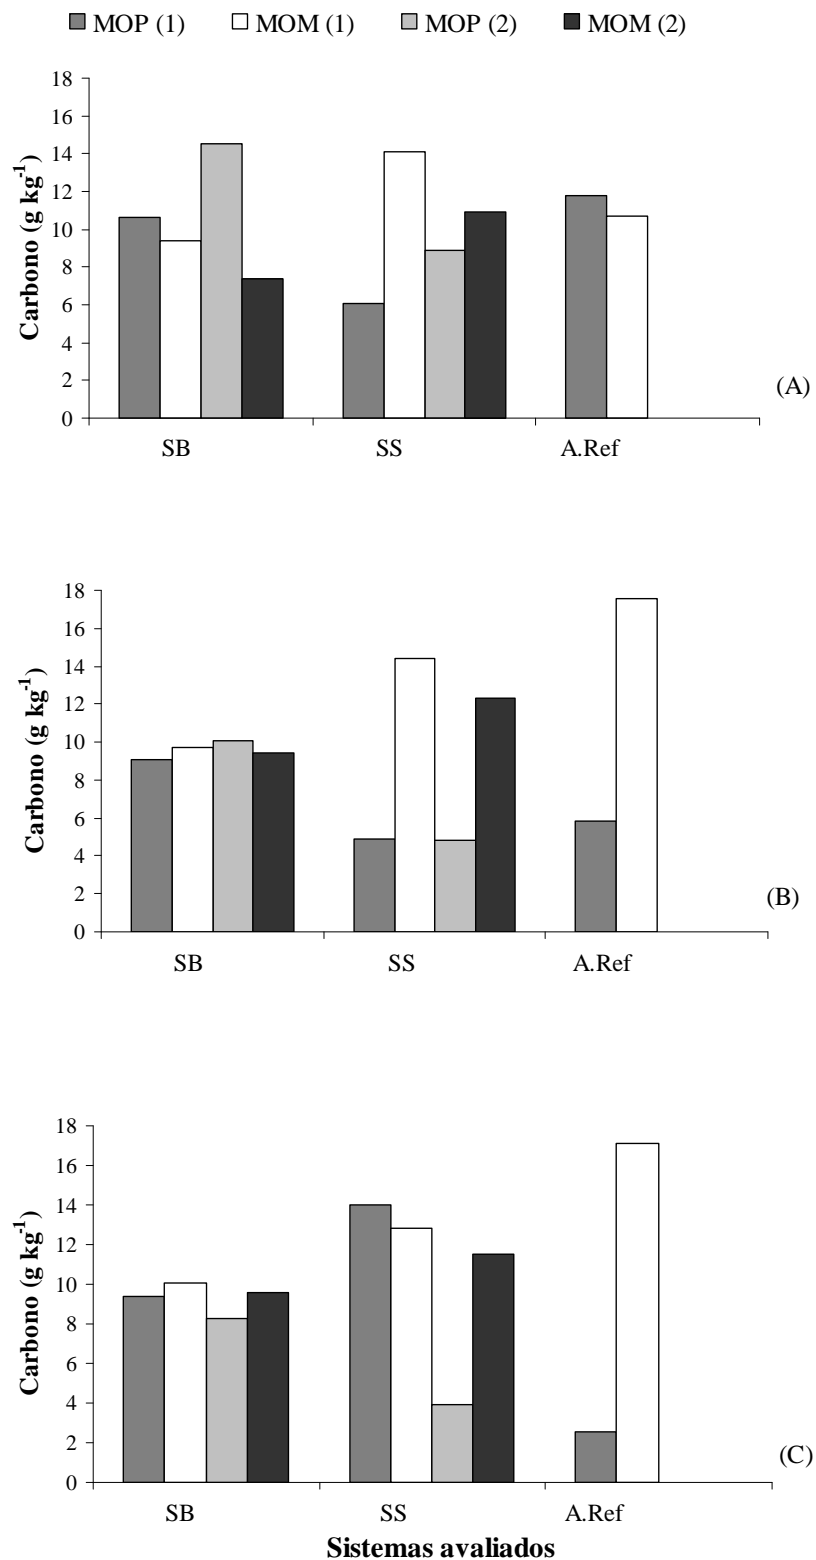 MOP (1) MOM (1) MOP (2) MOM (2)
18
16
14
12
10
8
6
4
2
0
Carbono (g kg⁻¹)
SB SS A.Ref
(A)
18
16
14
12
10
8
6
4
2
0
Carbono (g kg⁻¹)
SB SS A.Ref
(B)
18
16
14
12
10
8
6
4
2
0
Carbono (g kg⁻¹)
SB SS A.Ref
(C)
Sistemas avaliados